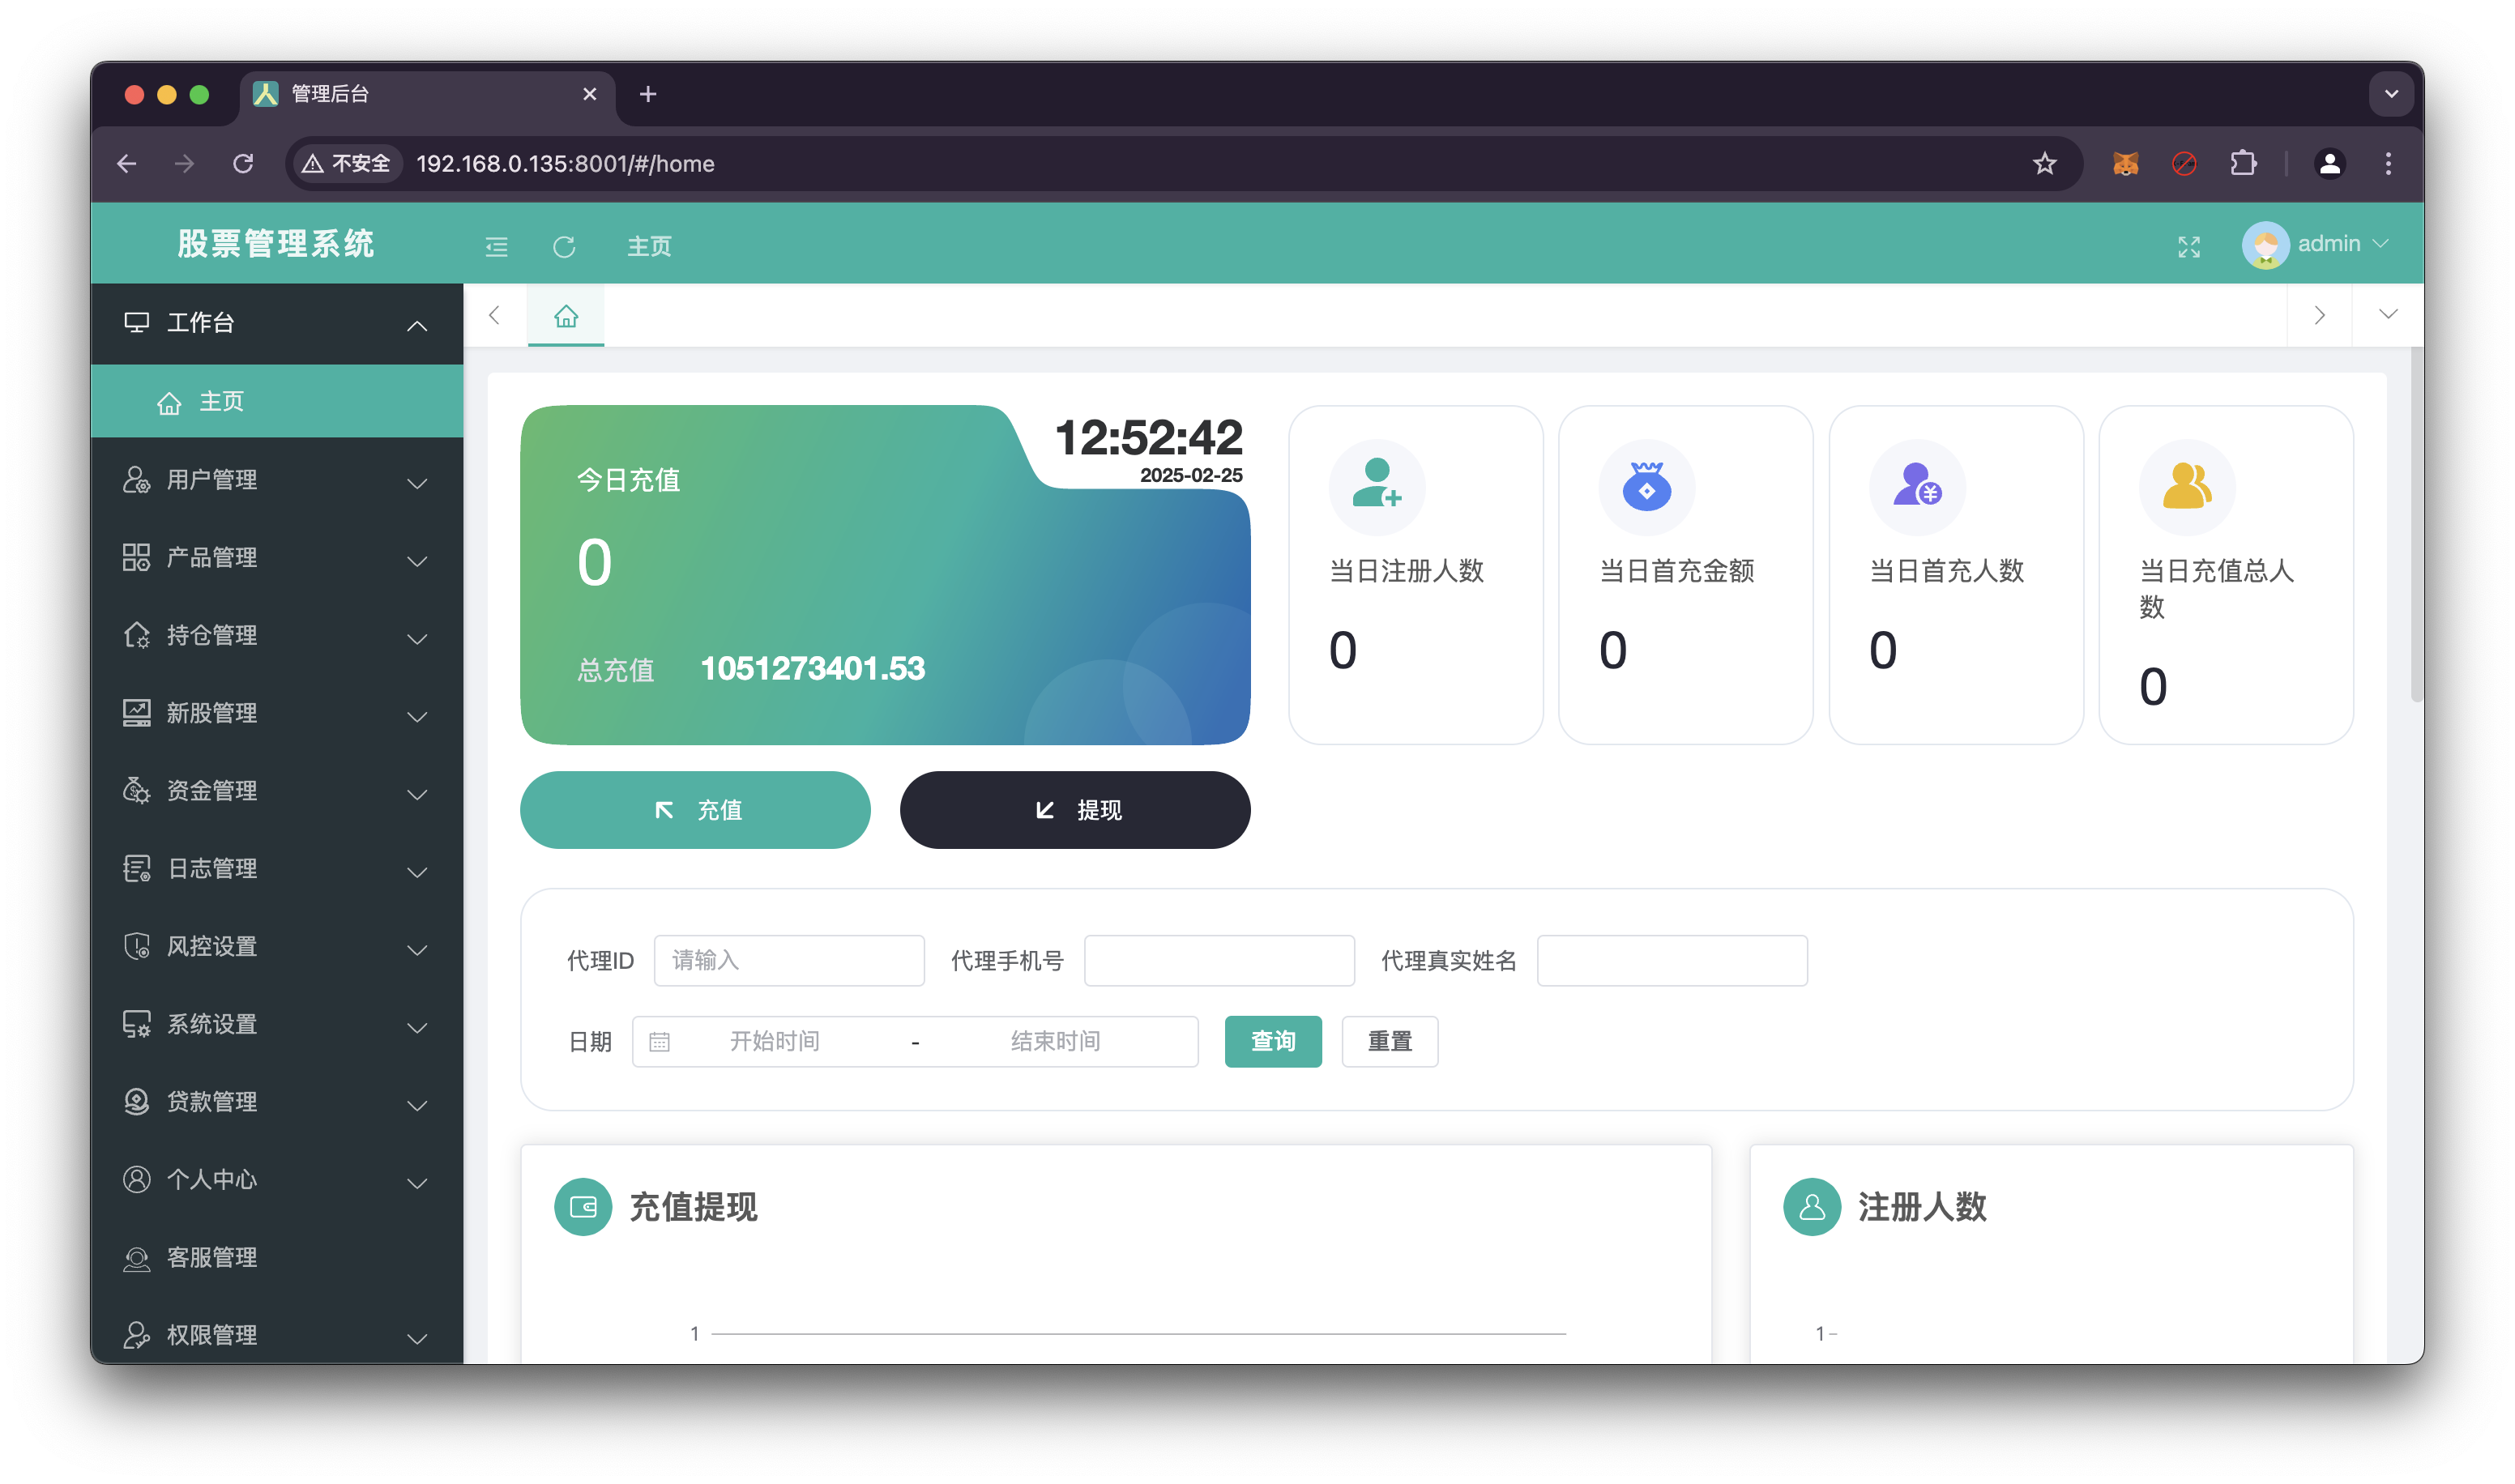 管理后台
不安全
192.168.0.135:8001/#/home
股票管理系统
主页
admin
工作台
主页
用户管理
产品管理
持仓管理
新股管理
资金管理
日志管理
风控设置
系统设置
贷款管理
个人中心
客服管理
权限管理
12:52:42
2025-02-25
今日充值
0
总充值 1051273401.53
当日注册人数
0
当日首充金额
0
当日首充人数
0
当日充值总人
数
0
充值
提现
代理ID 请输入 代理手机号 代理真实姓名
日期 开始时间 - 结束时间 查询 重置
充值提现
1
注册人数
1